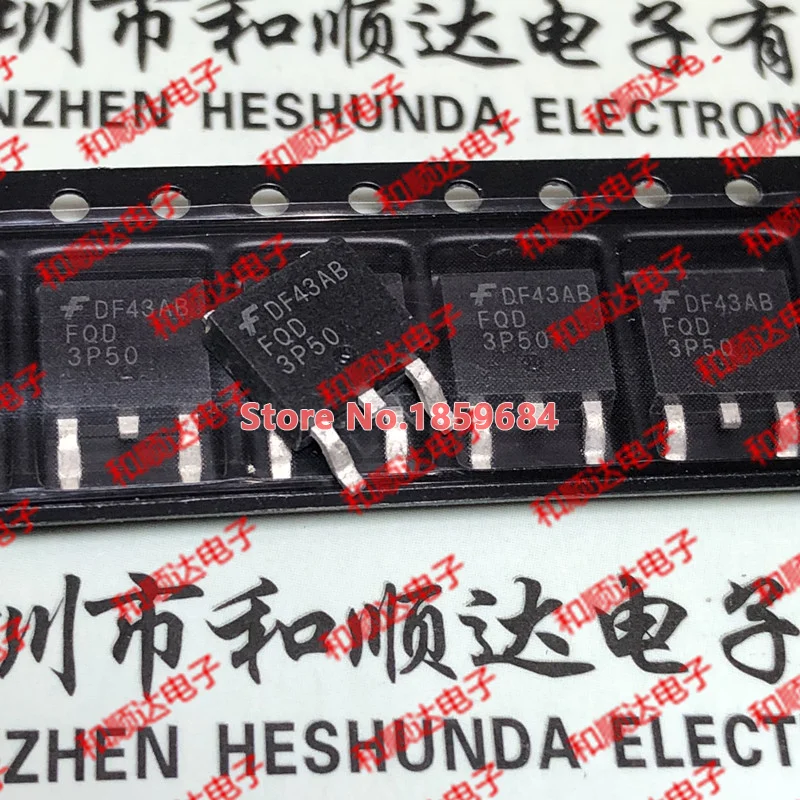 圳市和顺达电子有
NZHEN HESHUNDA ELECTRON
DF43AB
FQD
3P50
DF43AB
FQD
3P50
DF43AB
FQD
3P50
DF43AB
FQD
3P50
Store No.1859684
圳市和顺达电子
ZHEN HESHUNDA ELECT
和顺达电子